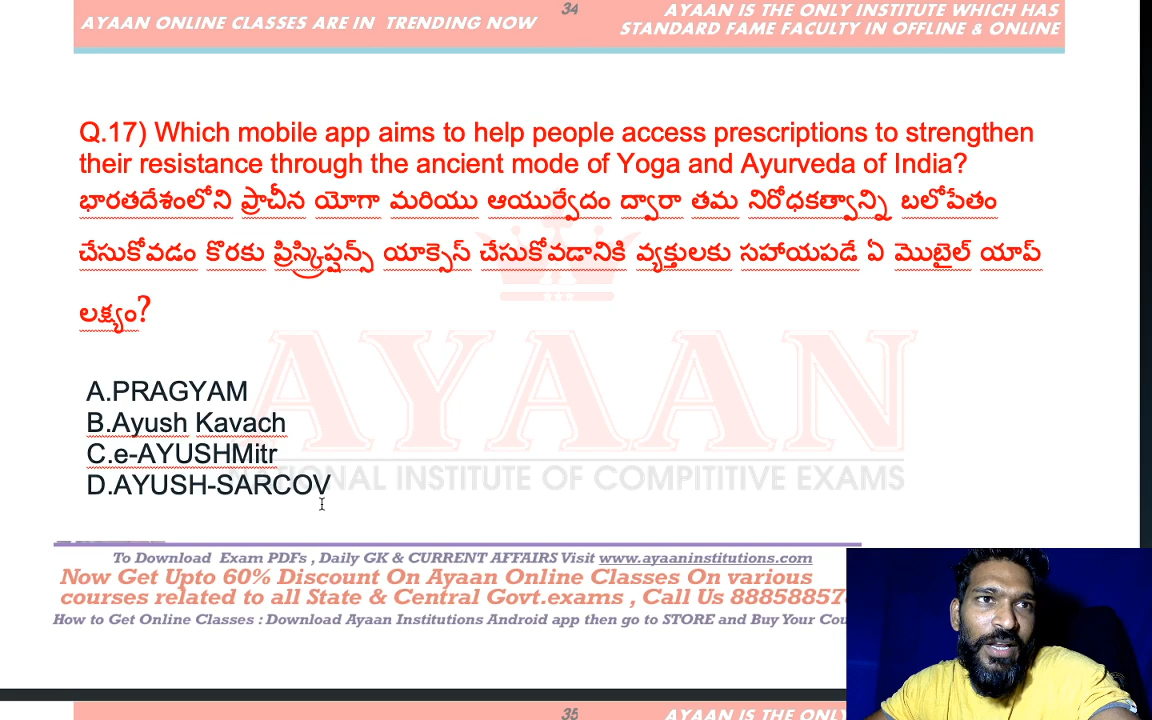 34
AYAAN ONLINE CLASSES ARE IN TRENDING NOW
AYAAN IS THE ONLY INSTITUTE WHICH HAS
STANDARD FAME FACULTY IN OFFLINE & ONLINE
Q.17) Which mobile app aims to help people access prescriptions to strengthen
their resistance through the ancient mode of Yoga and Ayurveda of India?
భారతదేశంలోని ప్రాచీన యోగా మరియు ఆయుర్వేదం ద్వారా తమ నిరోధకత్వాన్ని బలోపేతం
చేసుకోవడం కొరకు ప్రిస్క్రిప్షన్స్ యాక్సెస్ చేసుకోవడానికి వ్యక్తులకు సహాయపడే ఏ మొబైల్ యాప్
లక్ష్యం?
AYAAN
A.PRAGYAM
B.Ayush Kavach
C.e-AYUSHMitr
D.AYUSH-SARCOV
NATIONAL INSTITUTE OF COMPITITIVE EXAMS
To Download Exam PDFs , Daily GK & CURRENT AFFAIRS Visit www.ayaaninstitutions.com
Now Get Upto 60% Discount On Ayaan Online Classes On various
courses related to all State & Central Govt.exams , Call Us 888588570
How to Get Online Classes : Download Ayaan Institutions Android app then go to STORE and Buy Your
35
AYAAN IS THE ONLY